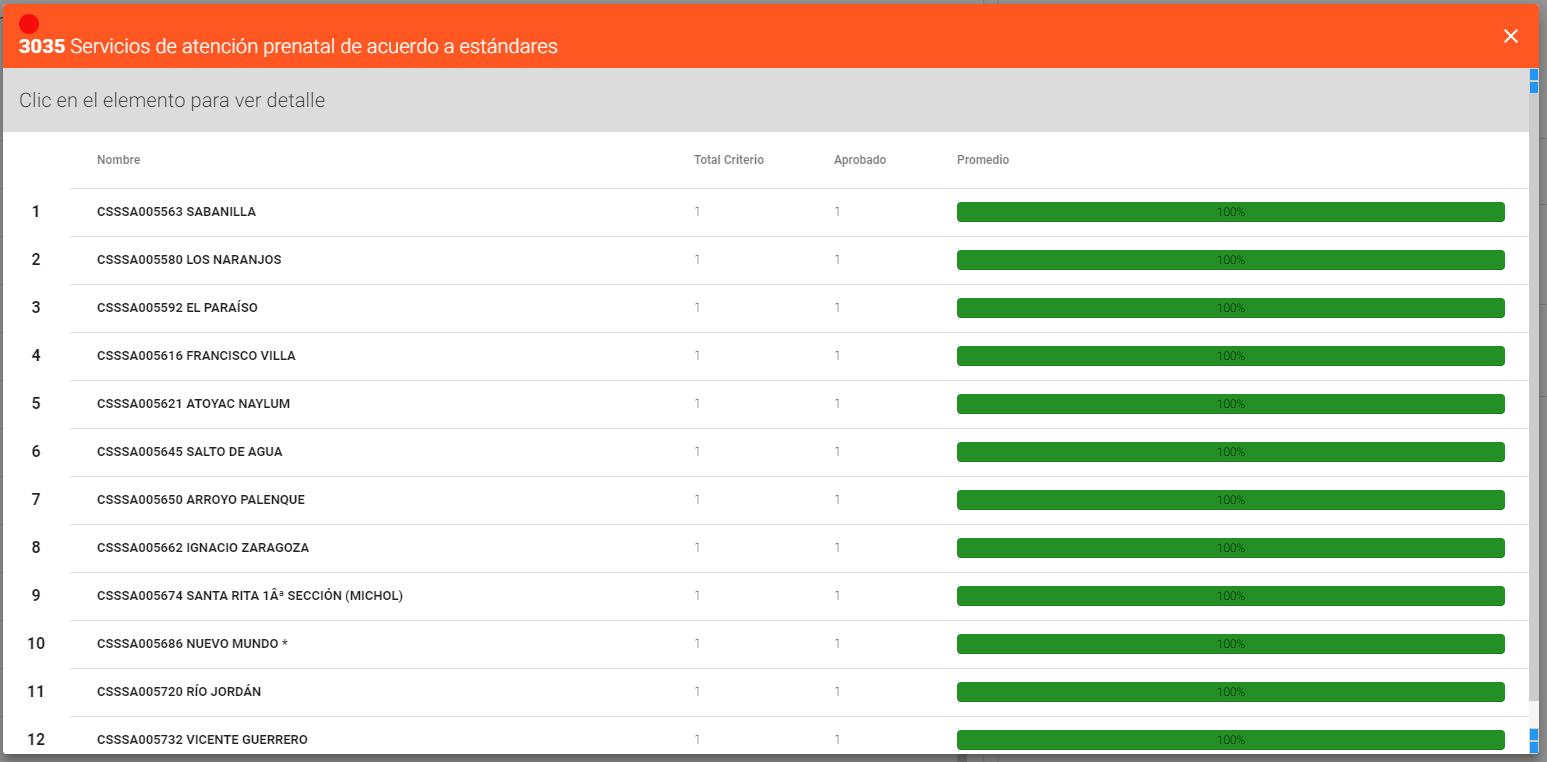 3035 Servicios de atención prenatal de acuerdo a estándares
Clic en el elemento para ver detalle
Nombre Total Criterio Aprobado Promedio
1 CSSSA005563 SABANILLA 1 1 100%
2 CSSSA005580 LOS NARANJOS 1 1 100%
3 CSSSA005592 EL PARAÍSO 1 1 100%
4 CSSSA005616 FRANCISCO VILLA 1 1 100%
5 CSSSA005621 ATOYAC NAYLUM 1 1 100%
6 CSSSA005645 SALTO DE AGUA 1 1 100%
7 CSSSA005650 ARROYO PALENQUE 1 1 100%
8 CSSSA005662 IGNACIO ZARAGOZA 1 1 100%
9 CSSSA005674 SANTA RITA 1Âª SECCIÓN (MICHOL) 1 1 100%
10 CSSSA005686 NUEVO MUNDO * 1 1 100%
11 CSSSA005720 RÍO JORDÁN 1 1 100%
12 CSSSA005732 VICENTE GUERRERO 1 1 100%